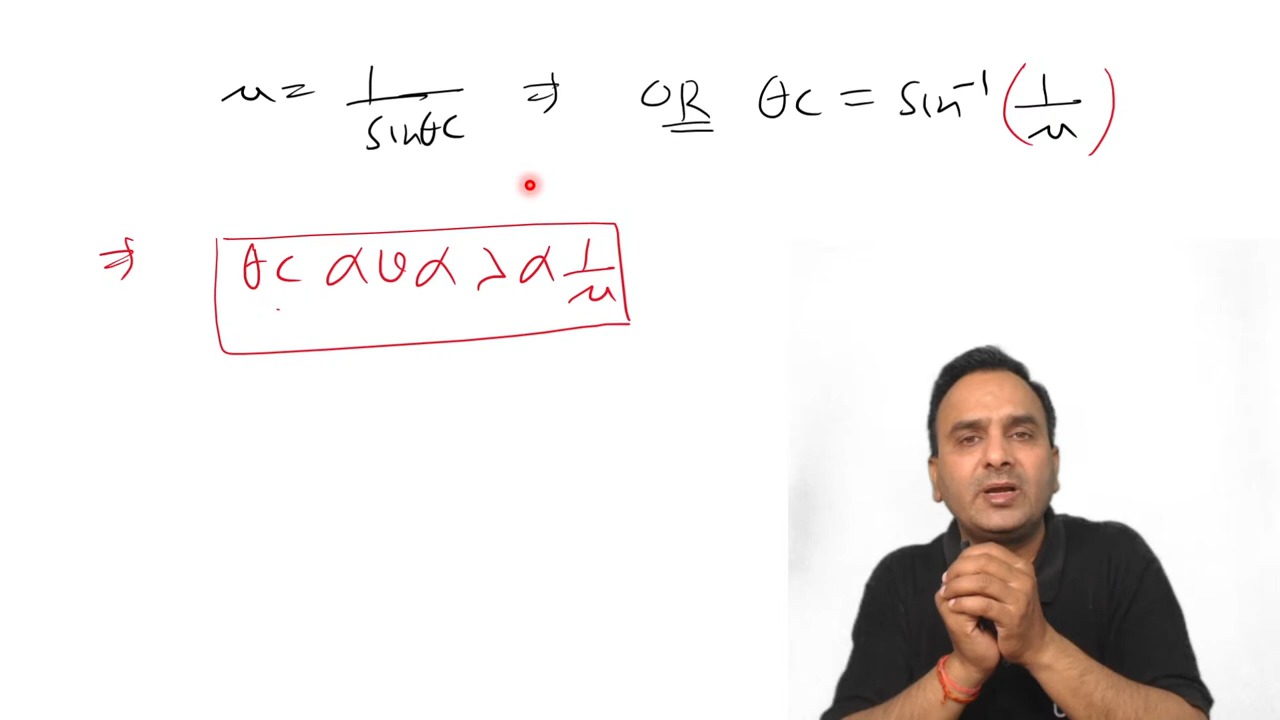 μ = 1/sinθc ⇒ OR θc = sin⁻¹(1/μ)
⇒ θc α v α λ α 1/μ